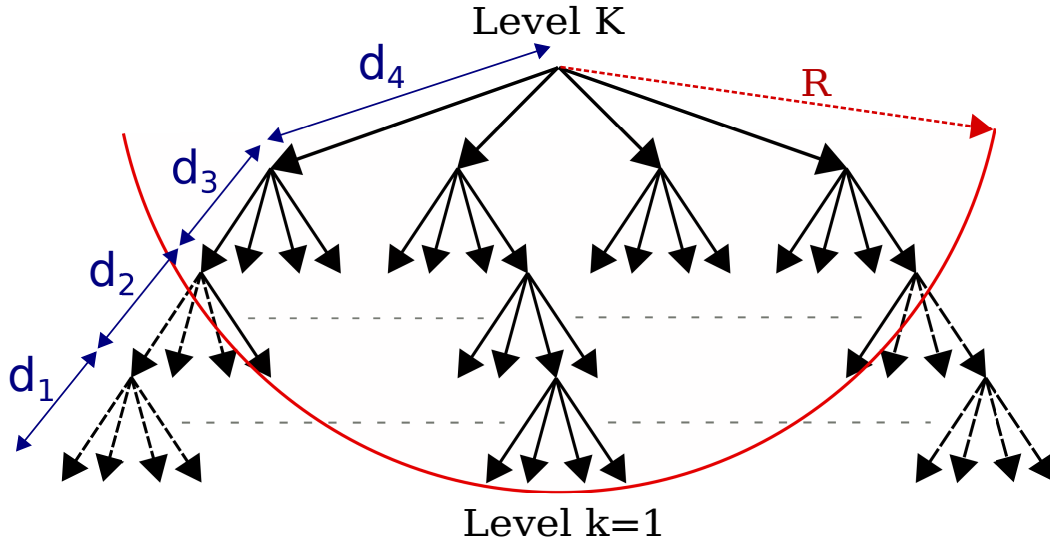 Level K
d₄
R
d₃
d₂
d₁
Level k=1